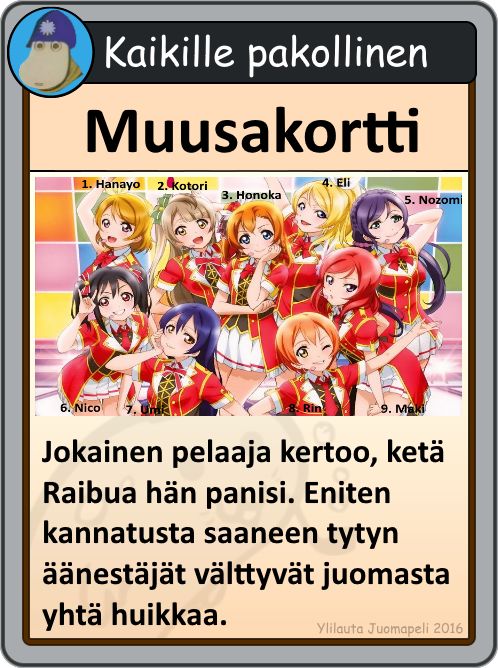 Kaikille pakollinen
Muusakortti
1. Hanayo
2. Kotori
3. Honoka
4. Eli
5. Nozomi
6. Nico
7. Umi
8. Rin
9. Maki
Jokainen pelaaja kertoo, ketä
Raibua hän panisi. Eniten
kannatusta saaneen tytyn
äänestäjät välttyvät juomasta
yhtä huikkaa.
Ylilauta Juomapeli 2016